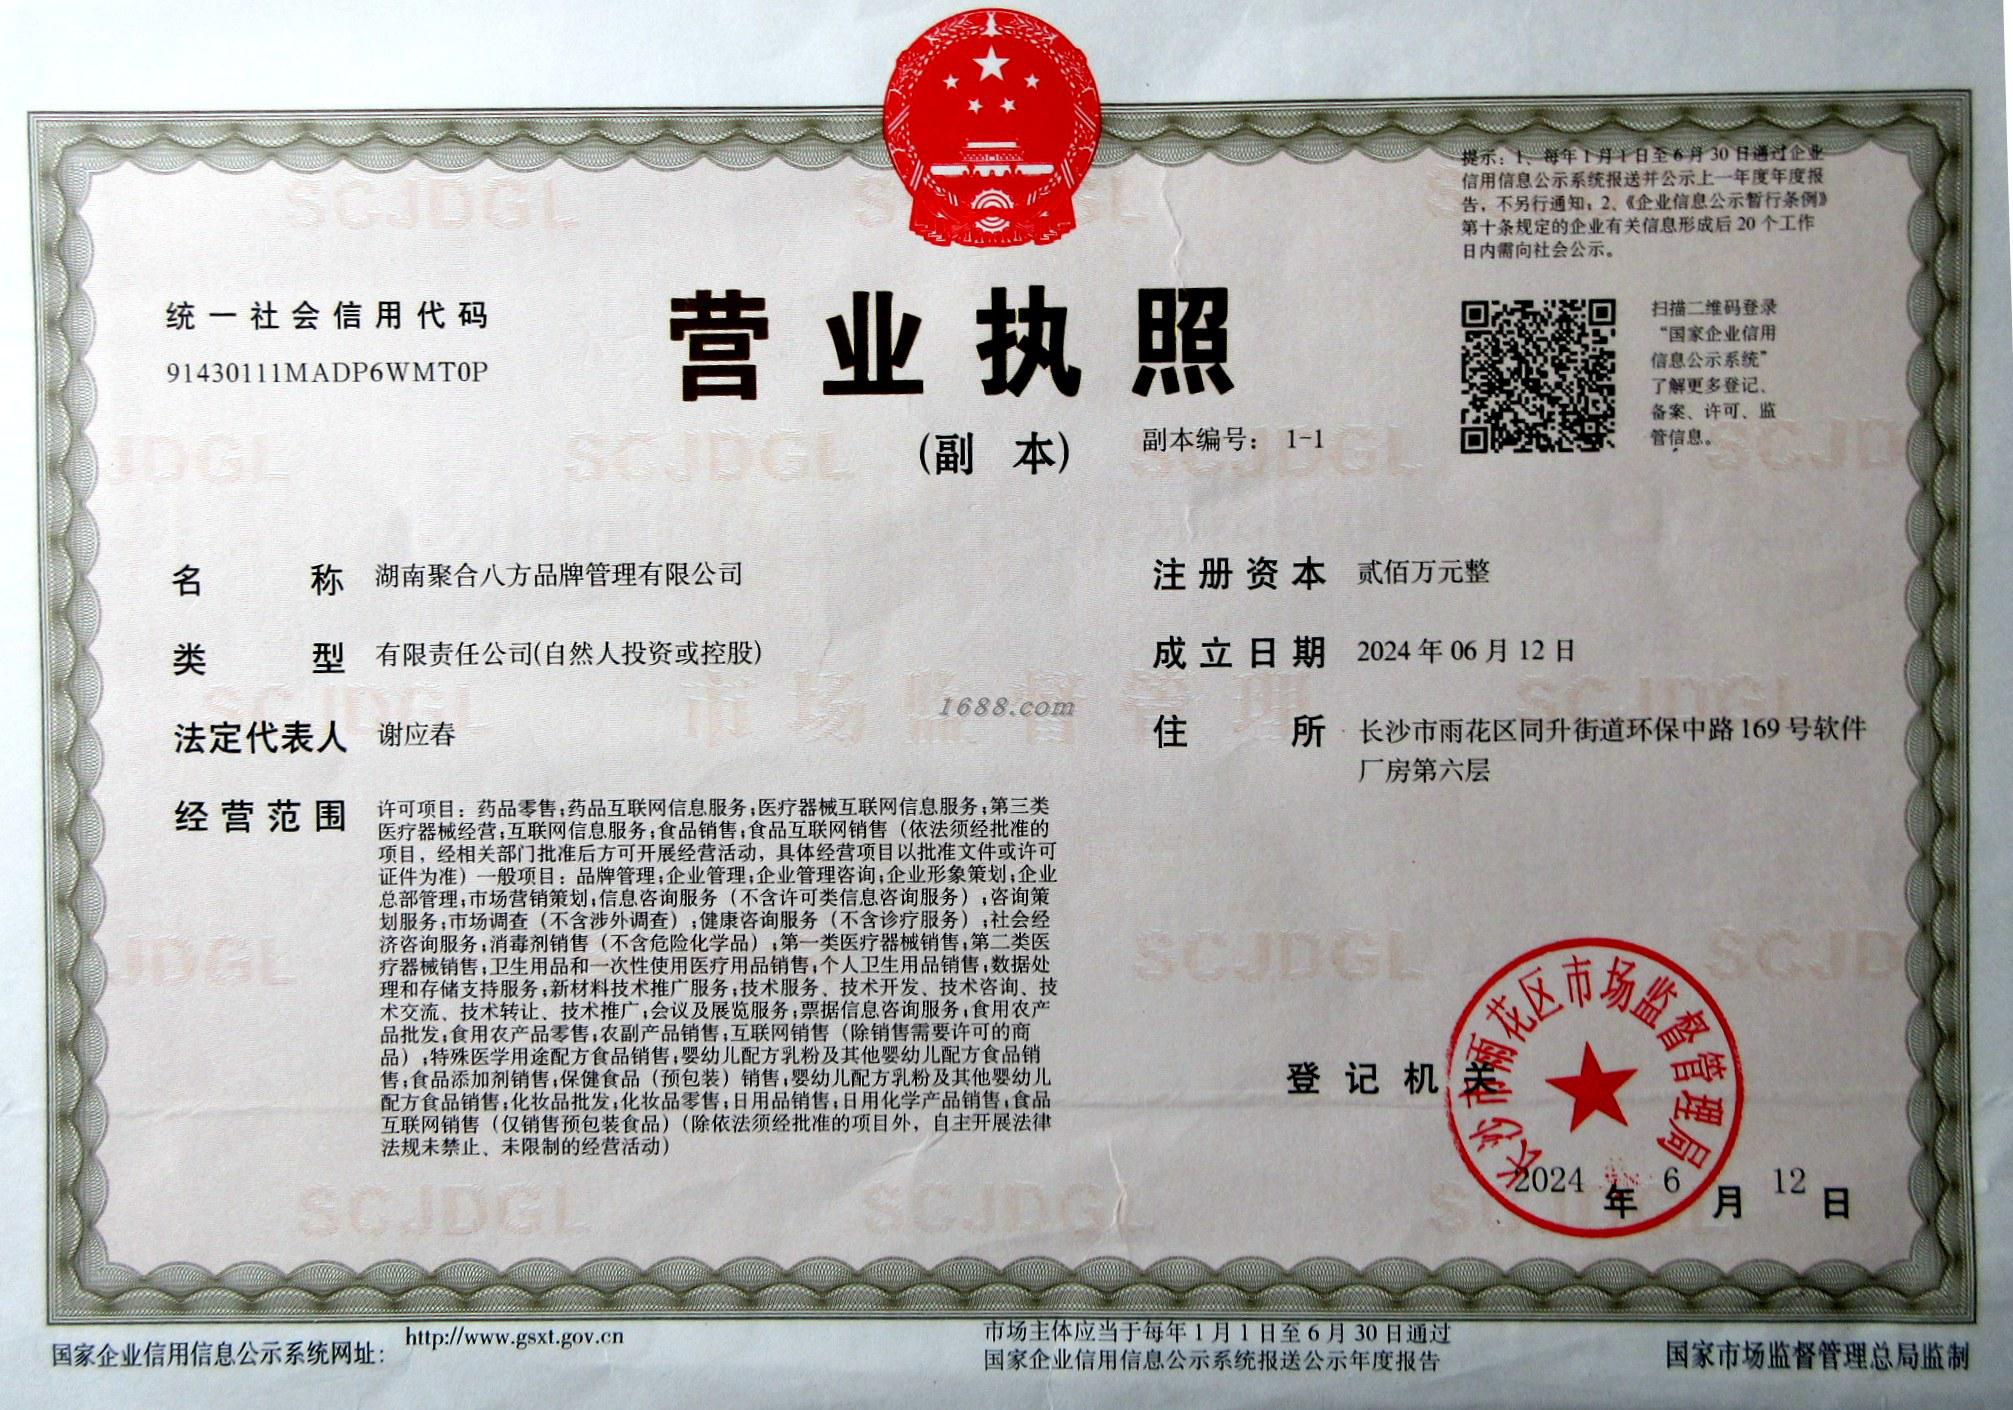 提示：1、每年1月1日至6月30日通过企业
信用信息公示系统报送并公示上一年度年度报
告，不另行通知；2、《企业信息公示暂行条例》
第十条规定的企业有关信息形成后20个工作
日内需向社会公示。
统一社会信用代码
91430111MADP6WMT0P
营业执照
(副 本)
副本编号： 1-1
扫描二维码登录
“国家企业信用
信息公示系统”
了解更多登记、
备案、许可、监
管信息。
名 称 湖南聚合八方品牌管理有限公司
类 型 有限责任公司(自然人投资或控股)
法定代表人 谢应春
经营范围 许可项目：药品零售;药品互联网信息服务;医疗器械互联网信息服务;第三类
医疗器械经营;互联网信息服务;食品销售;食品互联网销售（依法须经批准的
项目，经相关部门批准后方可开展经营活动，具体经营项目以批准文件或许可
证件为准）一般项目：品牌管理;企业管理;企业管理咨询;企业形象策划;企业
总部管理;市场营销策划;信息咨询服务（不含许可类信息咨询服务）;咨询策
划服务;市场调查（不含涉外调查）;健康咨询服务（不含诊疗服务）;社会经
济咨询服务;消毒剂销售（不含危险化学品）;第一类医疗器械销售;第二类医
疗器械销售;卫生用品和一次性使用医疗用品销售;个人卫生用品销售;数据处
理和存储支持服务;新材料技术推广服务;技术服务、技术开发、技术咨询、技
术交流、技术转让、技术推广;会议及展览服务;票据信息咨询服务;食用农产
品批发;食用农产品零售;农副产品销售;互联网销售（除销售需要许可的商
品）;特殊医学用途配方食品销售;婴幼儿配方乳粉及其他婴幼儿配方食品销
售;食品添加剂销售;保健食品（预包装）销售;婴幼儿配方乳粉及其他婴幼儿
配方食品销售;化妆品批发;化妆品零售;日用品销售;日用化学产品销售;食品
互联网销售（仅销售预包装食品）(除依法须经批准的项目外，自主开展法律
法规未禁止、未限制的经营活动)
注册资本 贰佰万元整
成立日期 2024年06月12日
住 所 长沙市雨花区同升街道环保中路169号软件
厂房第六层
1688.com
市场监督管理
SCJDGL
登记机关
长沙市雨花区市场监督管理局
2024 年 6 月 12 日
国家企业信用信息公示系统网址：
http://www.gsxt.gov.cn
市场主体应当于每年1月1日至6月30日通过
国家企业信用信息公示系统报送公示年度报告
国家市场监督管理总局监制